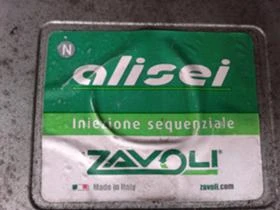 N
alisei
Iniezione sequenziale
ZAVOLI®
Made in Italy
zavoli.com